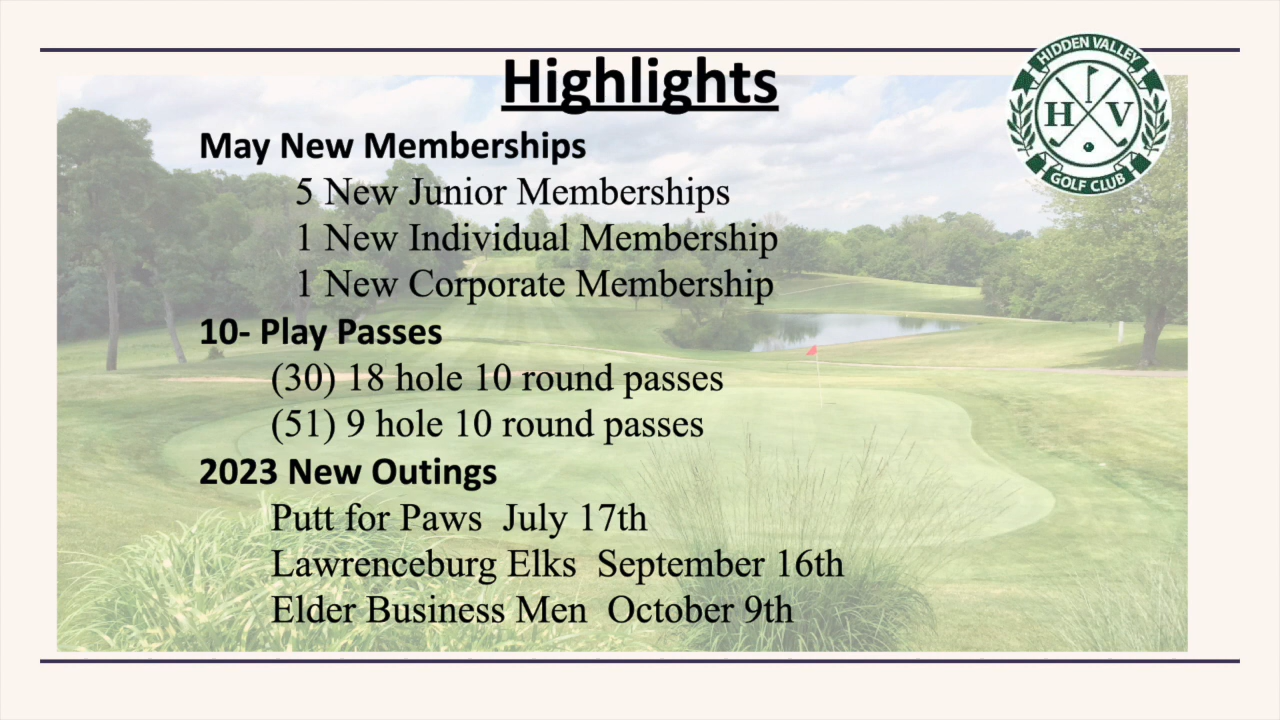 Highlights
HIDDEN VALLEY
H V
GOLF CLUB
May New Memberships
5 New Junior Memberships
1 New Individual Membership
1 New Corporate Membership
10- Play Passes
(30) 18 hole 10 round passes
(51) 9 hole 10 round passes
2023 New Outings
Putt for Paws  July 17th
Lawrenceburg Elks  September 16th
Elder Business Men  October 9th